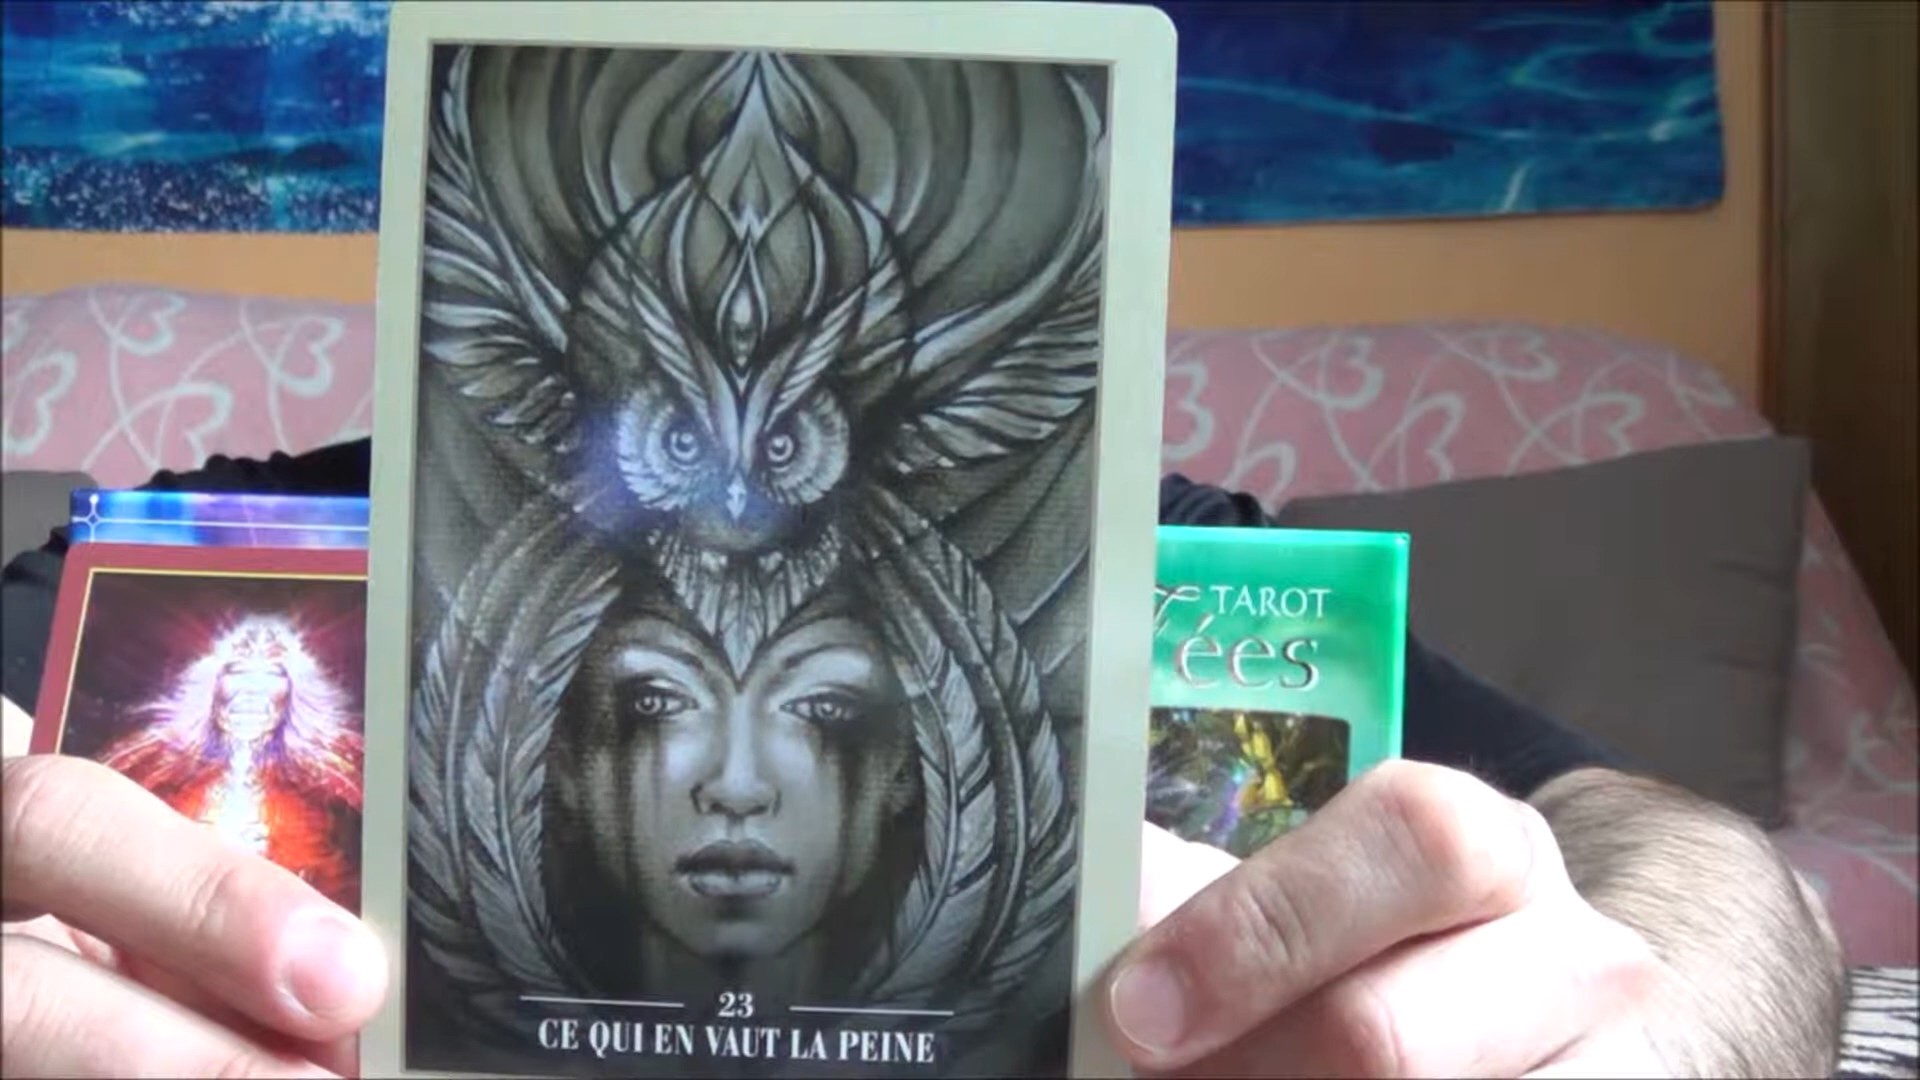 TAROT
ées
23
CE QUI EN VAUT LA PEINE